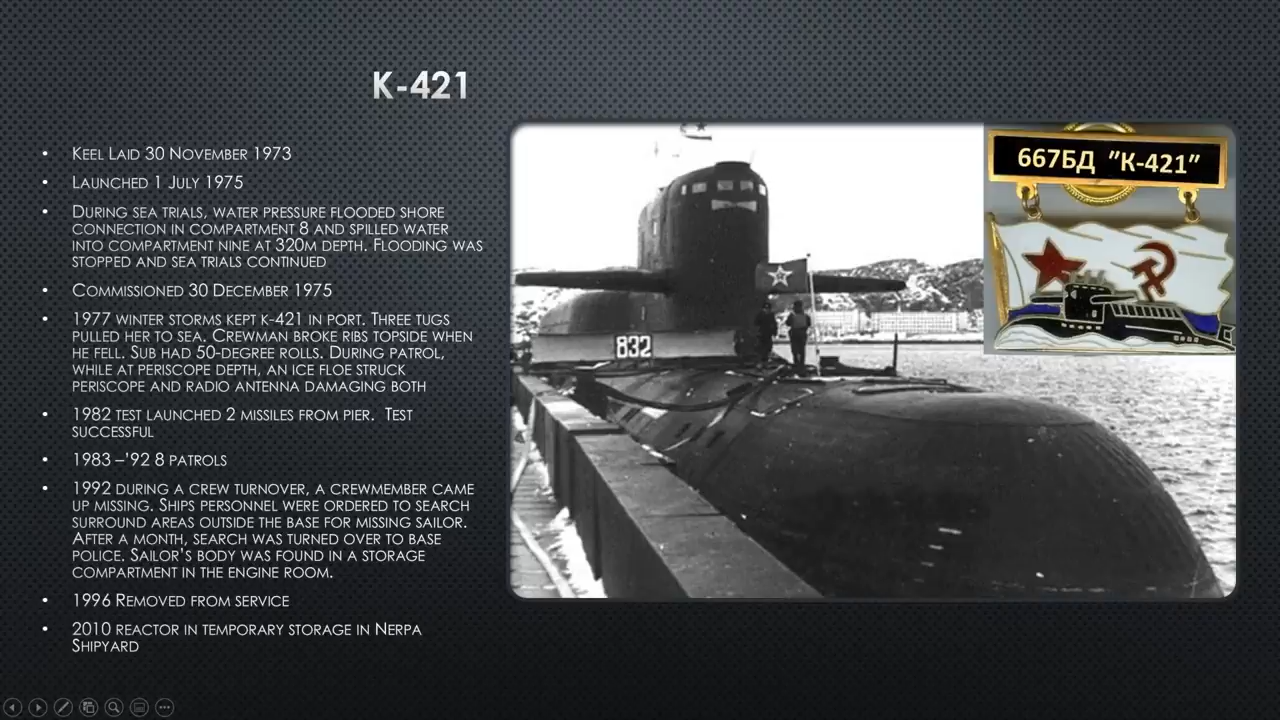 K-421
• Keel Laid 30 November 1973
• Launched 1 July 1975
• During sea trials, water pressure flooded shore
connection in compartment 8 and spilled water
into compartment nine at 320m depth. Flooding was
stopped and sea trials continued
• Commissioned 30 December 1975
• 1977 winter storms kept k-421 in port. Three tugs
pulled her to sea. Crewman broke ribs topside when
he fell. Sub had 50-degree rolls. During patrol,
while at periscope depth, an ice floe struck
periscope and radio antenna damaging both
• 1982 test launched 2 missiles from pier. Test
successful
• 1983 –'92 8 patrols
• 1992 during a crew turnover, a crewmember came
up missing. Ships personnel were ordered to search
surround areas outside the base for missing sailor.
After a month, search was turned over to base
police. Sailor's body was found in a storage
compartment in the engine room.
• 1996 Removed from service
• 2010 reactor in temporary storage in Nerpa
Shipyard
832
667БД "К-421"